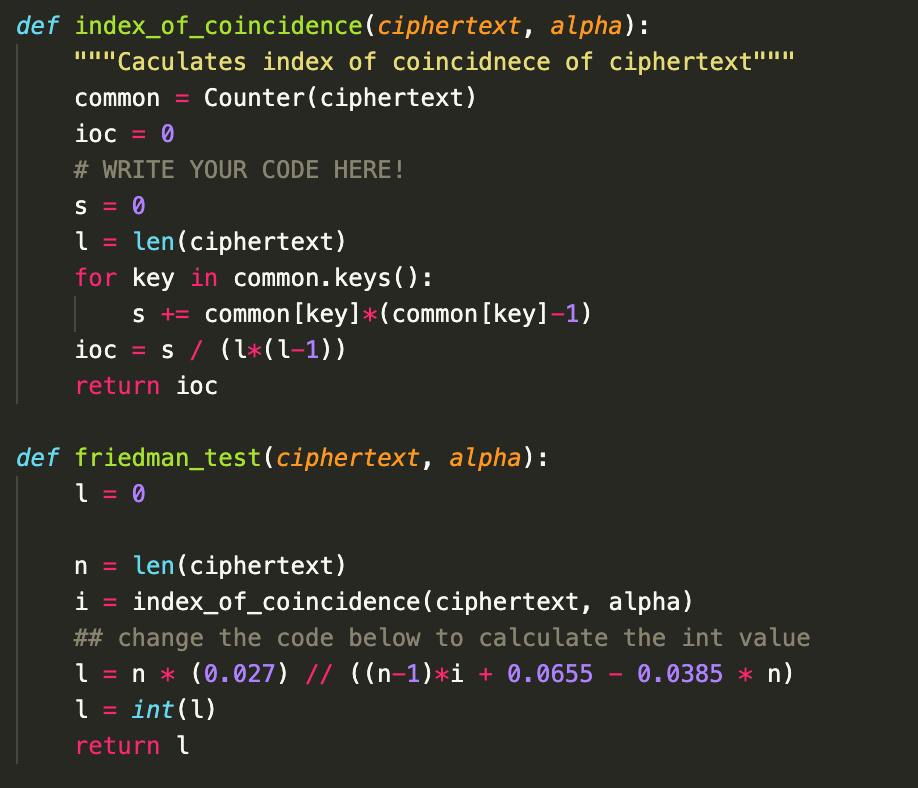 def index_of_coincidence(ciphertext, alpha):
    """Caculates index of coincidnece of ciphertext"""
    common = Counter(ciphertext)
    ioc = 0
    # WRITE YOUR CODE HERE!
    s = 0
    l = len(ciphertext)
    for key in common.keys():
        s += common[key]*(common[key]-1)
    ioc = s / (l*(l-1))
    return ioc

def friedman_test(ciphertext, alpha):
    l = 0

    n = len(ciphertext)
    i = index_of_coincidence(ciphertext, alpha)
    ## change the code below to calculate the int value
    l = n * (0.027) // ((n-1)*i + 0.0655 - 0.0385 * n)
    l = int(l)
    return l